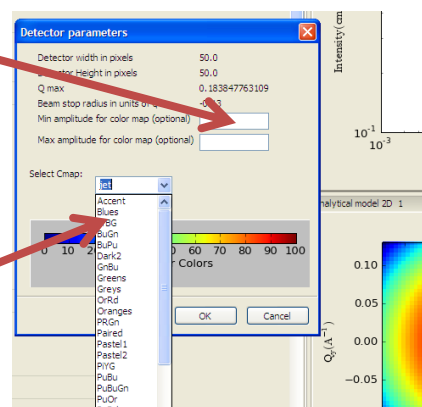 Detector parameters
Detector width in pixels 50.0
Detector Height in pixels 50.0
Q max 0.183847763109
Beam stop radius in units of
Min amplitude for color map (optional)
Max amplitude for color map (optional)
Select Cmap:
jet
Accent
Blues
BuGn
BuPu
Dark2
GnBu
Greens
Greys
OrRd
Oranges
PRGn
Paired
Pastel1
Pastel2
PiYG
PuBu
PuBuGn
PuOr
0 10 60 70 80 90 100
Colors
OK Cancel
Intensity(cm
10-1
10-3
nalytical model 2D 1
0.10
0.05
0.00
−0.05
Qy(A-1)